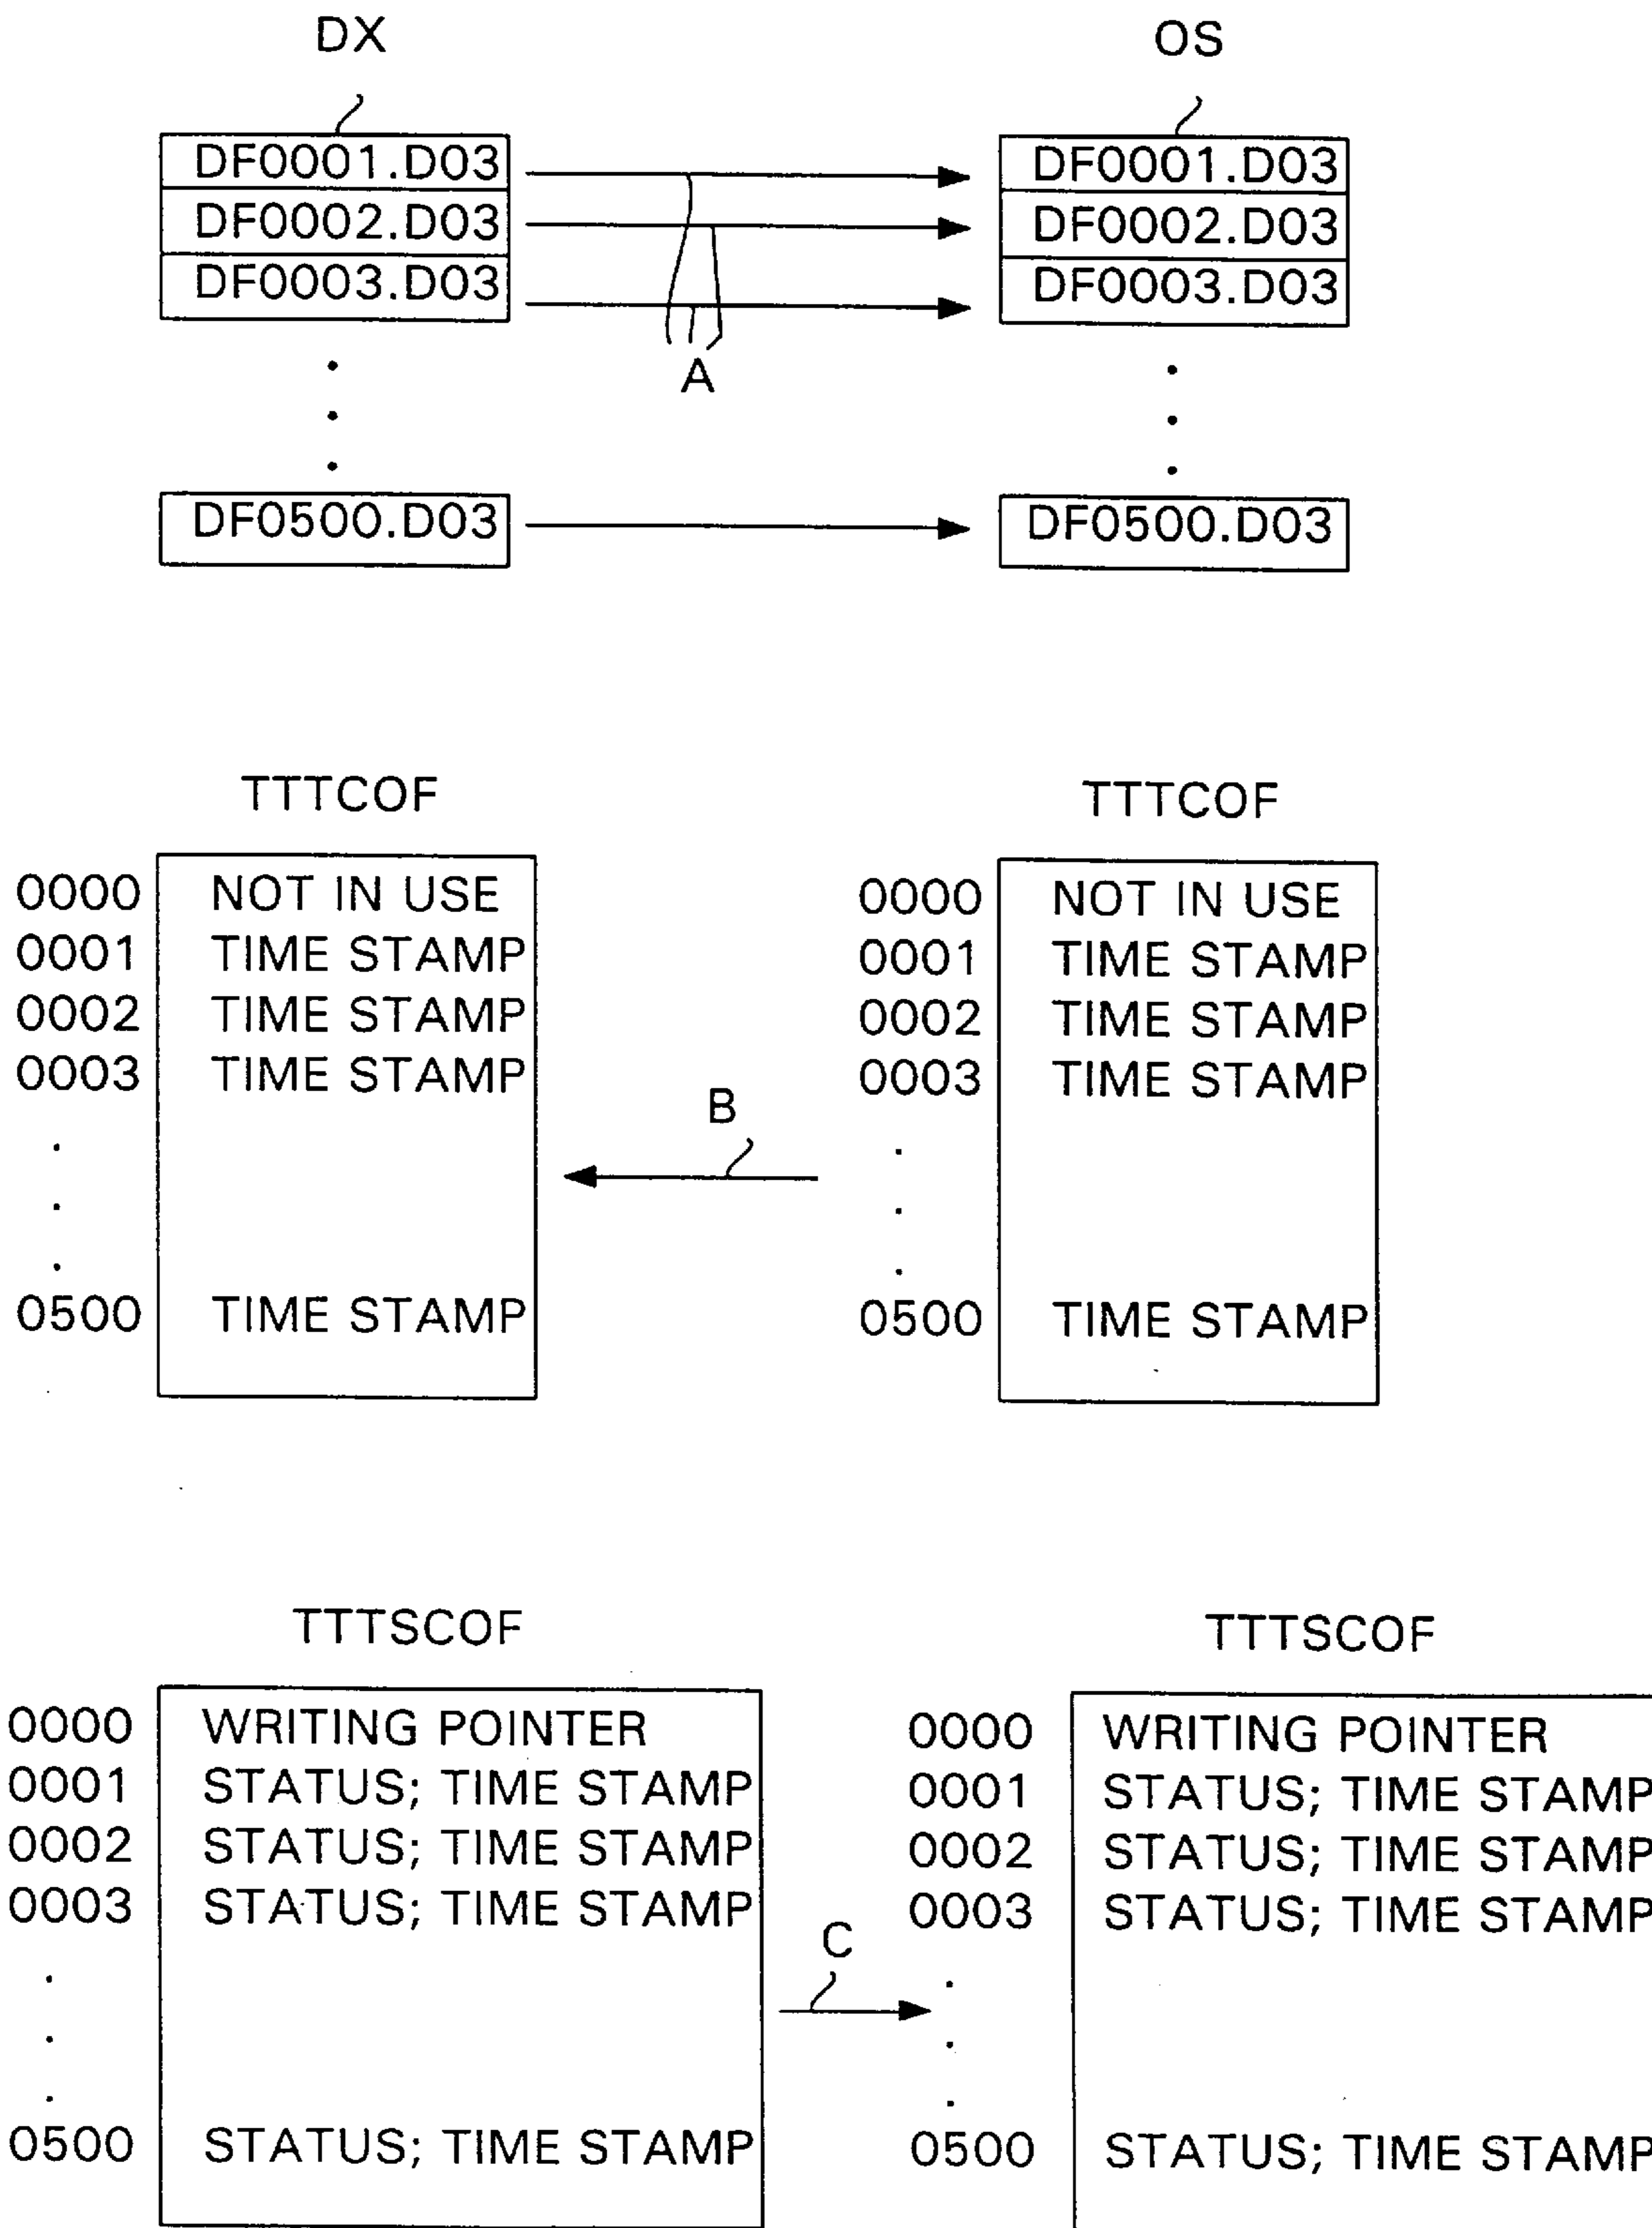 DX OS
DF0001.D03 DF0001.D03
DF0002.D03 DF0002.D03
DF0003.D03 DF0003.D03
A
DF0500.D03 DF0500.D03
TTTCOF TTTCOF
0000 NOT IN USE 0000 NOT IN USE
0001 TIME STAMP 0001 TIME STAMP
0002 TIME STAMP 0002 TIME STAMP
0003 TIME STAMP 0003 TIME STAMP
B
0500 TIME STAMP 0500 TIME STAMP
TTTSCOF TTTSCOF
0000 WRITING POINTER 0000 WRITING POINTER
0001 STATUS; TIME STAMP 0001 STATUS; TIME STAMP
0002 STATUS; TIME STAMP 0002 STATUS; TIME STAMP
0003 STATUS; TIME STAMP 0003 STATUS; TIME STAMP
C
0500 STATUS; TIME STAMP 0500 STATUS; TIME STAMP